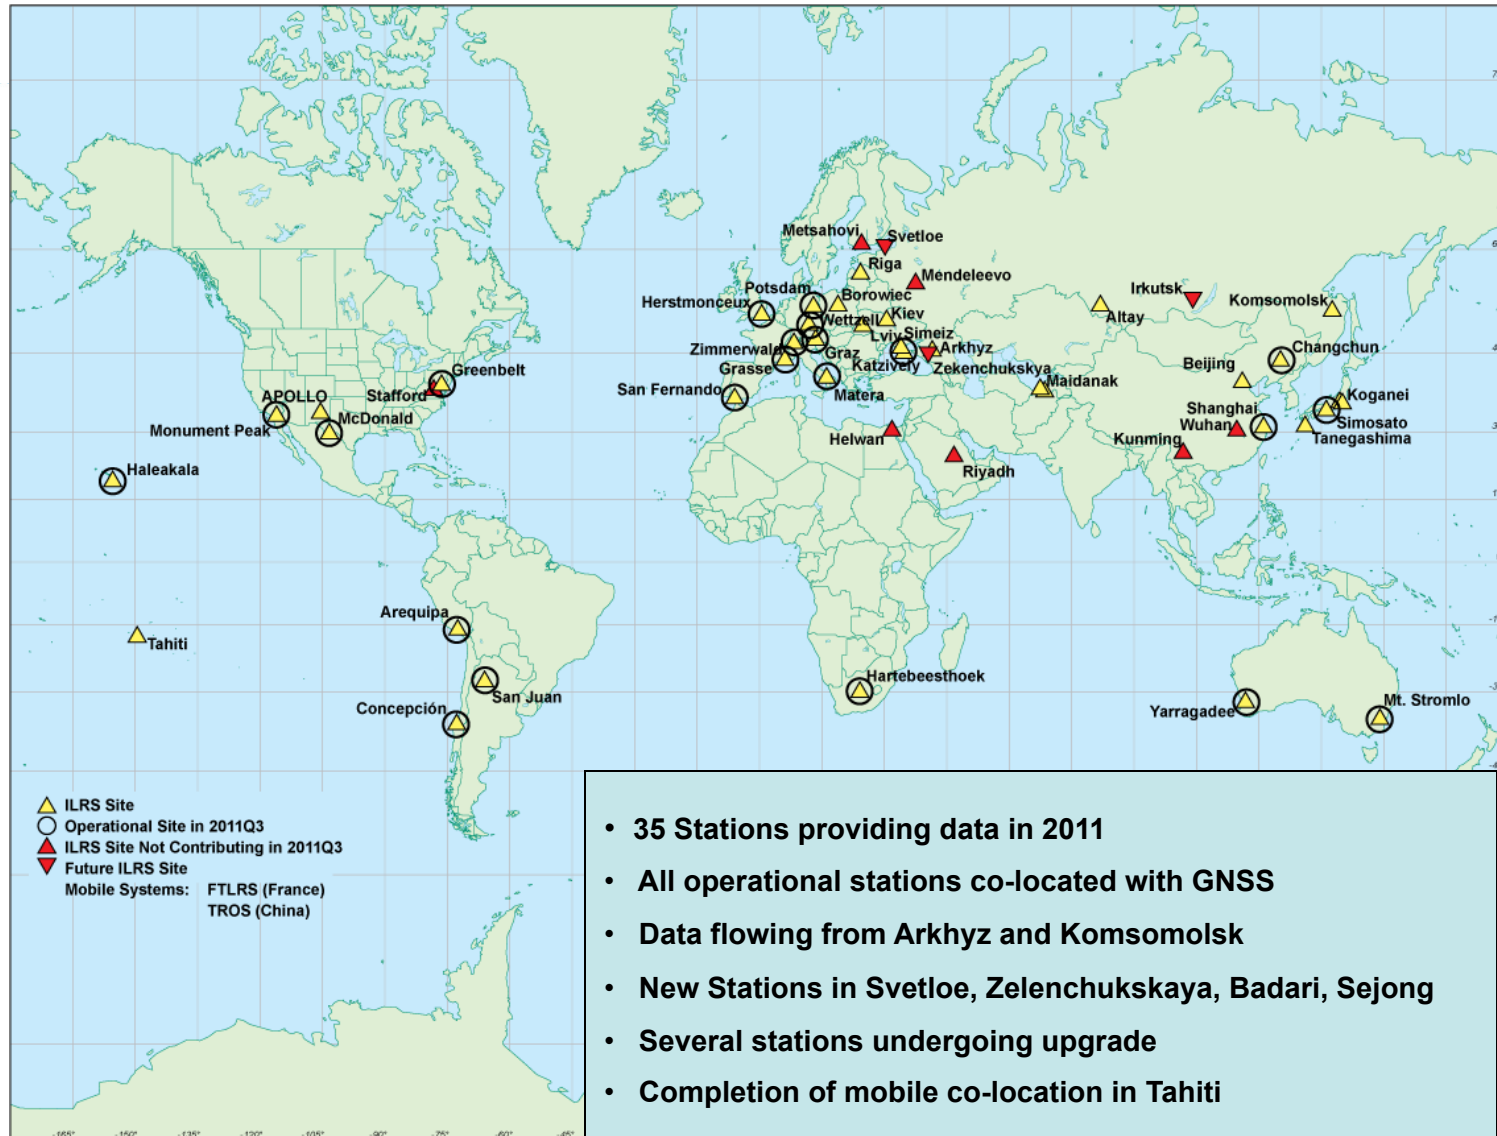 Metsahovi
Svetloe
Riga
Mendeleevo
Potsdam
Borowiec
Irkutsk
Komsomolsk
Herstmonceux
Wettzell
Kiev
Altay
Lviv
Simeiz
Zimmerwald
Graz
Arkhyz
Changchun
Grasse
Katzively
Zekenchukskya
Beijing
Greenbelt
Maidanak
San Fernando
Matera
Stafford
Koganei
APOLLO
Shanghai
Simosato
McDonald
Wuhan
Monument Peak
Helwan
Kunming
Tanegashima
Riyadh
Haleakala
Arequipa
Tahiti
Hartebeesthoek
San Juan
Mt. Stromlo
Concepción
Yarragadee
ILRS Site
Operational Site in 2011Q3
ILRS Site Not Contributing in 2011Q3
Future ILRS Site
Mobile Systems: FTLRS (France)
TROS (China)
• 35 Stations providing data in 2011
• All operational stations co-located with GNSS
• Data flowing from Arkhyz and Komsomolsk
• New Stations in Svetloe, Zelenchukskaya, Badari, Sejong
• Several stations undergoing upgrade
• Completion of mobile co-location in Tahiti